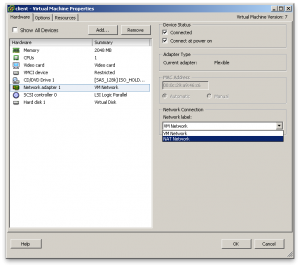 client - Virtual Machine Properties
Hardware Options Resources
Virtual Machine Version: 7
Show All Devices
Add...
Remove
Hardware Summary
Memory 2048 MB
CPUs 1
Video card Video card
VMCI device Restricted
CD/DVD Drive 1
Network adapter 1 VM Network
SCSI controller 0 LSI Logic Parallel
Hard disk 1 Virtual Disk
Device Status
Connected
Connect at power on
Adapter Type
Current adapter: Flexible
MAC Address
Automatic Manual
Network Connection
Network label:
VM Network
VM Network
NAT Network
Help
OK
Cancel